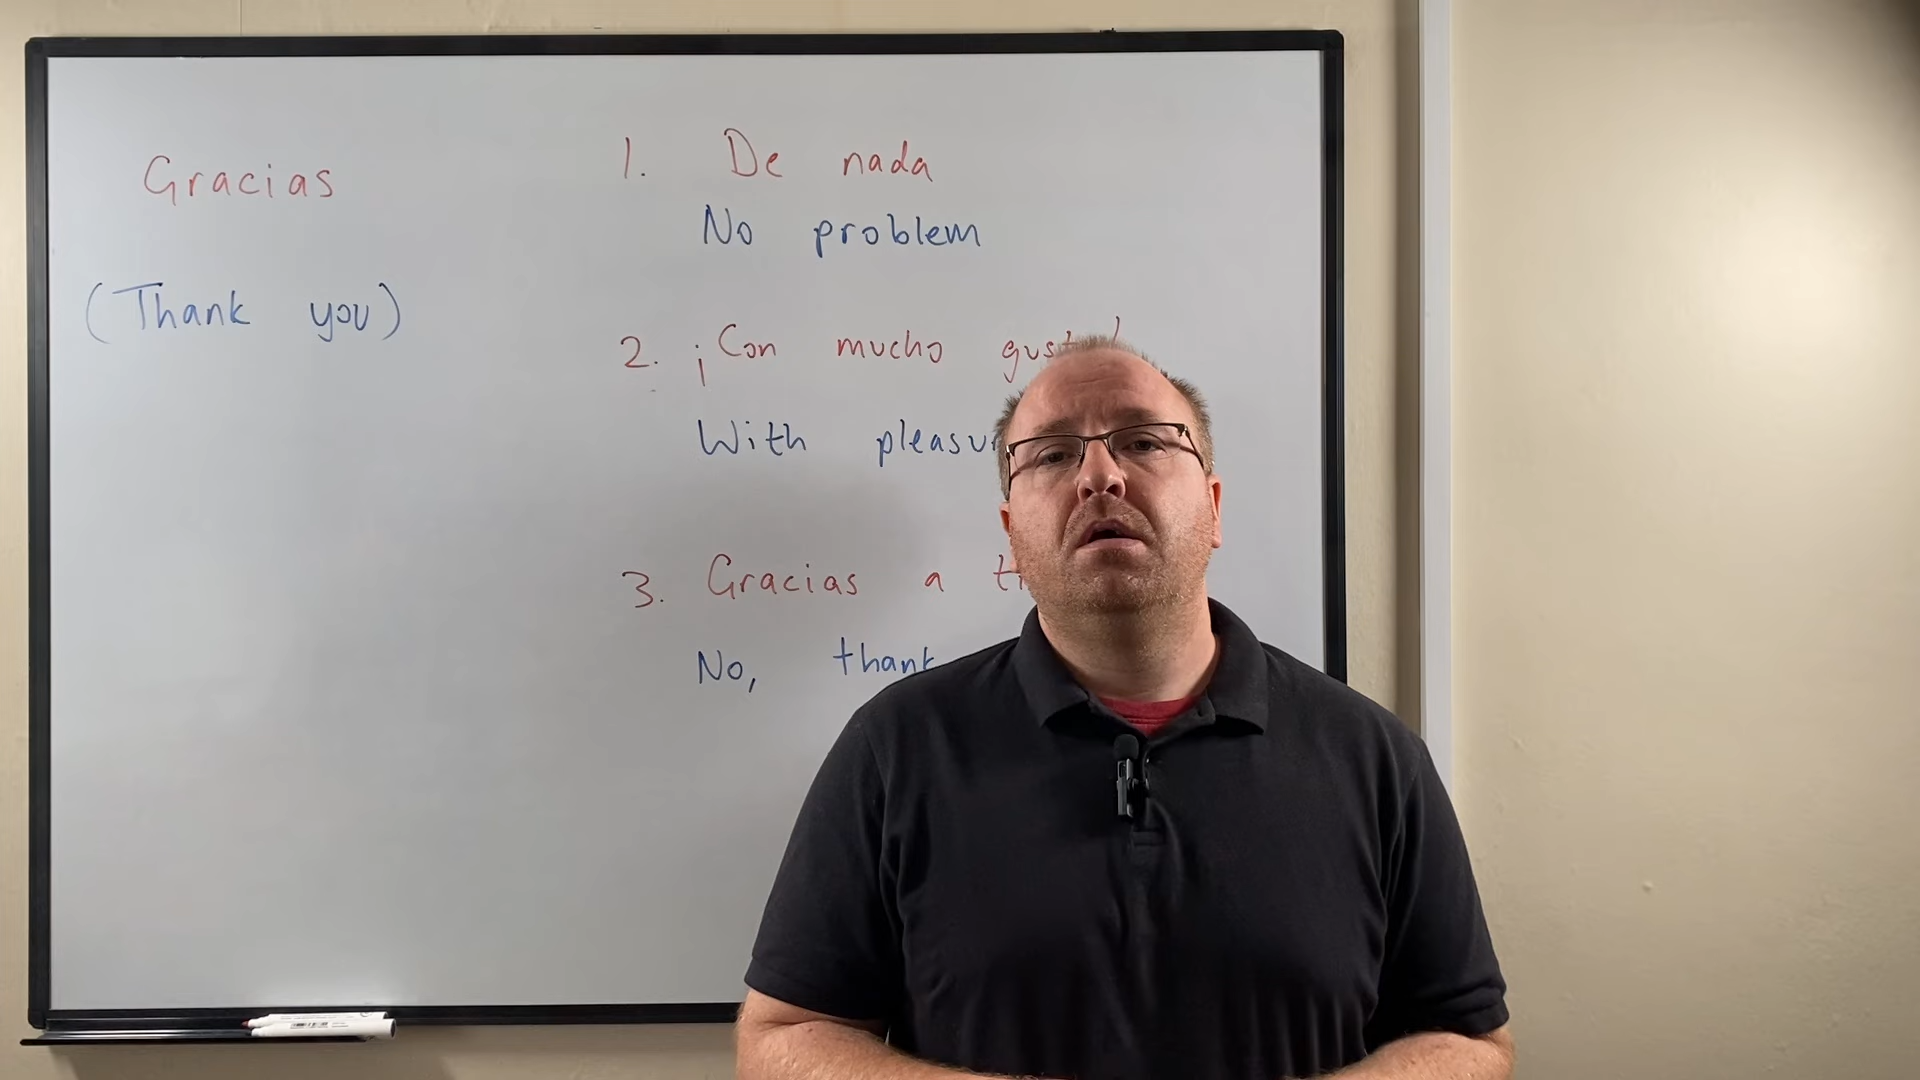 Gracias
(Thank you)
1. De nada
No problem
2. ¡Con mucho
With
3. Gracias a
No,